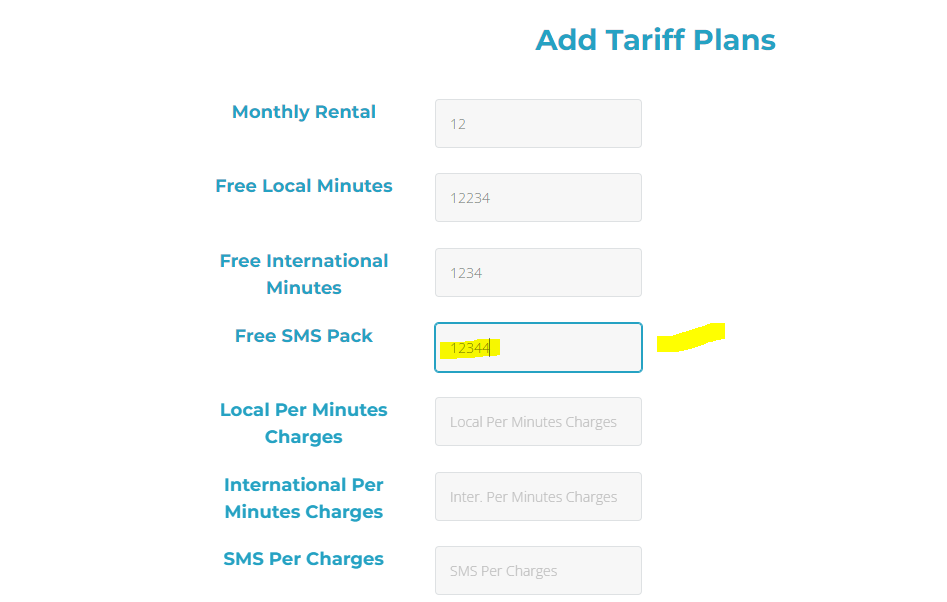 Add Tariff Plans
Monthly Rental
12
Free Local Minutes
12234
Free International
Minutes
1234
Free SMS Pack
12344
Local Per Minutes
Charges
Local Per Minutes Charges
International Per
Minutes Charges
Inter. Per Minutes Charges
SMS Per Charges
SMS Per Charges